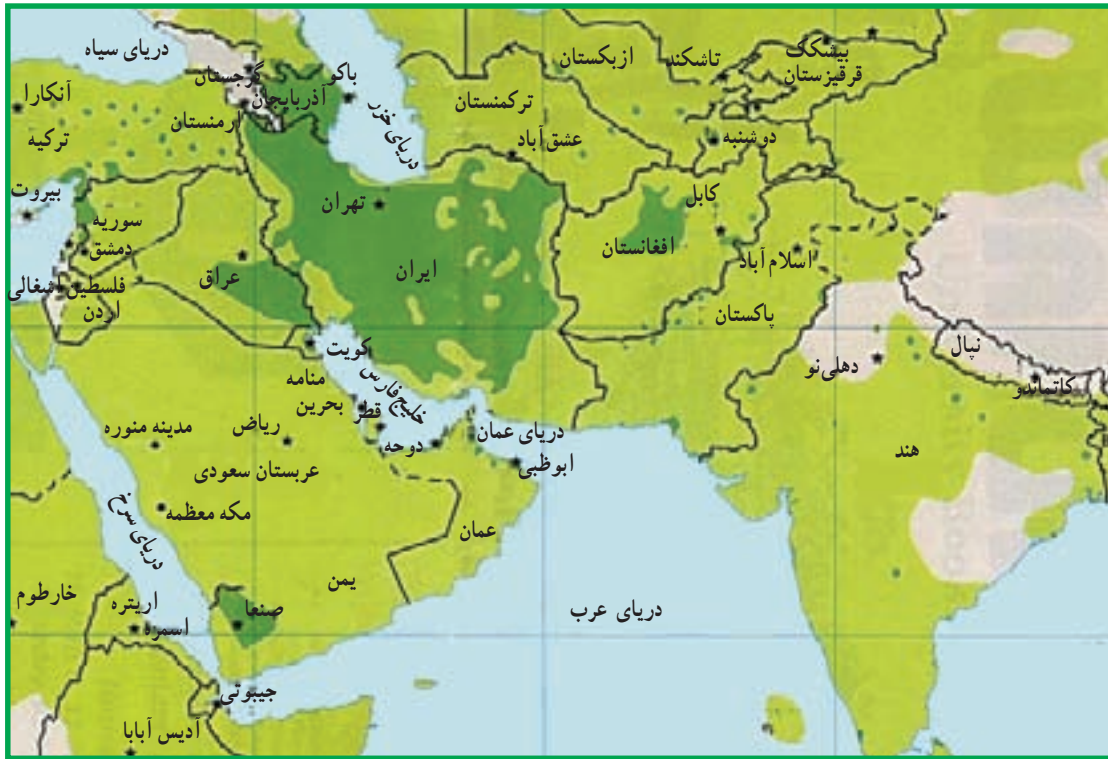 دریای سیاه
گرجستان
باکو
آذربایجان
ارمنستان
آنکارا
ترکیه
دریای خزر
ازبکستان
تاشکند
بیشکک
قرقیزستان
ترکمنستان
عشق‌آباد
دوشنبه
بیروت
سوریه
دمشق
فلسطین اشغالی
اردن
عراق
تهران
ایران
کابل
افغانستان
اسلام‌آباد
پاکستان
نپال
کاتماندو
دهلی‌نو
هند
کویت
منامه
بحرین
خلیج فارس
قطر
دوحه
دریای عمان
ابوظبی
ریاض
مدینه منوره
عربستان سعودی
مکه معظمه
عمان
یمن
دریای سرخ
صنعا
دریای عرب
خارطوم
اریتره
اسمره
جیبوتی
آدیس آبابا